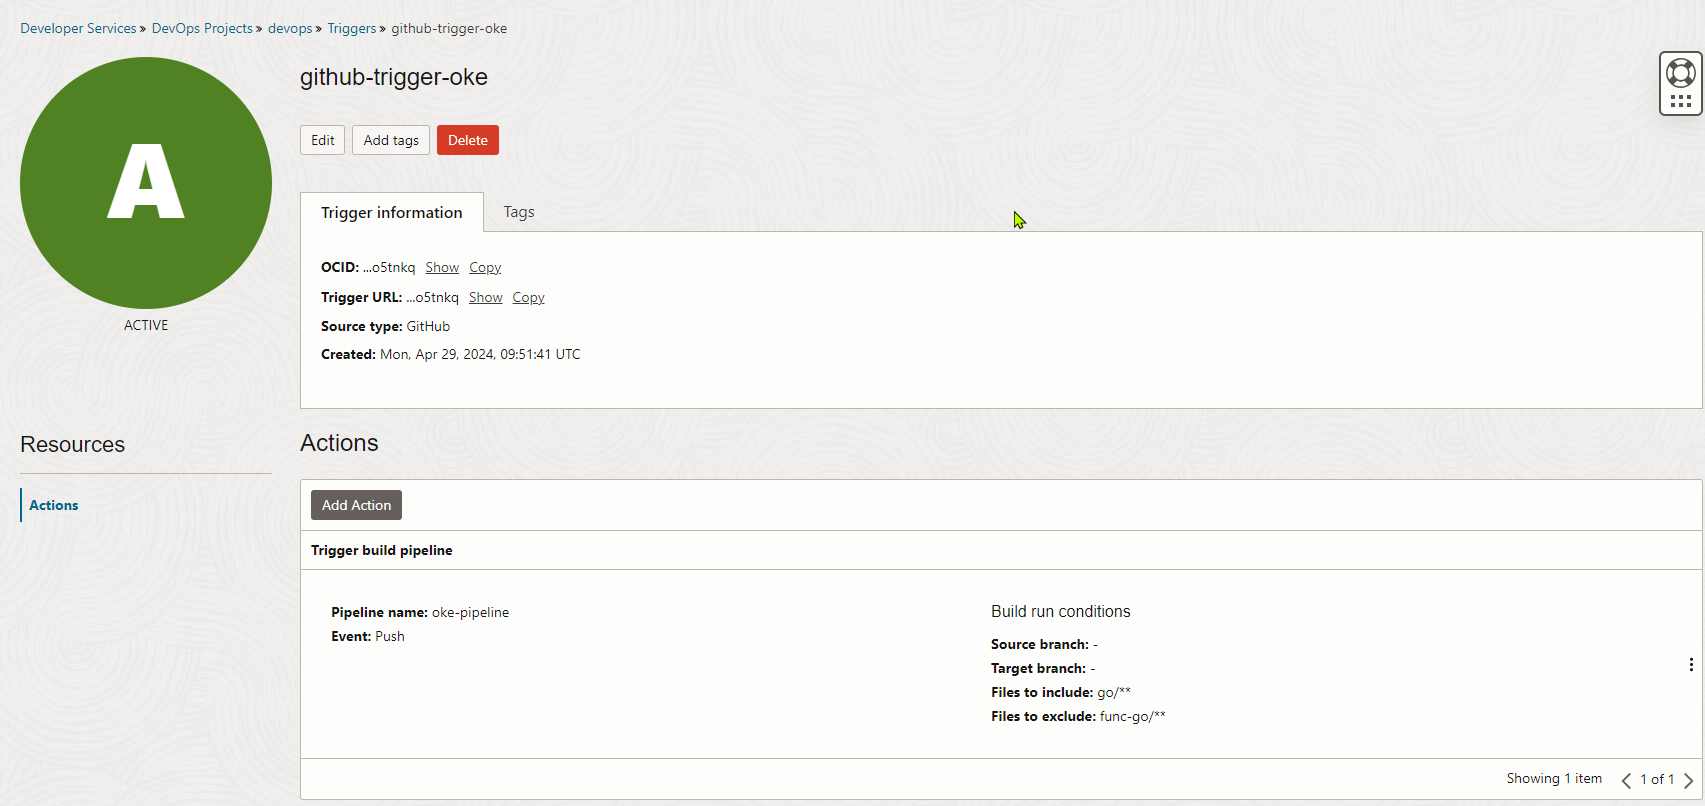 Developer Services » DevOps Projects » devops » Triggers » github-trigger-oke
github-trigger-oke
Edit Add tags Delete
A
ACTIVE
Trigger information Tags
OCID: ...o5tnkq Show Copy
Trigger URL: ...o5tnkq Show Copy
Source type: GitHub
Created: Mon, Apr 29, 2024, 09:51:41 UTC
Resources
Actions
Actions
Add Action
Trigger build pipeline
Pipeline name: oke-pipeline
Event: Push
Build run conditions
Source branch: -
Target branch: -
Files to include: go/**
Files to exclude: func-go/**
Showing 1 item 1 of 1